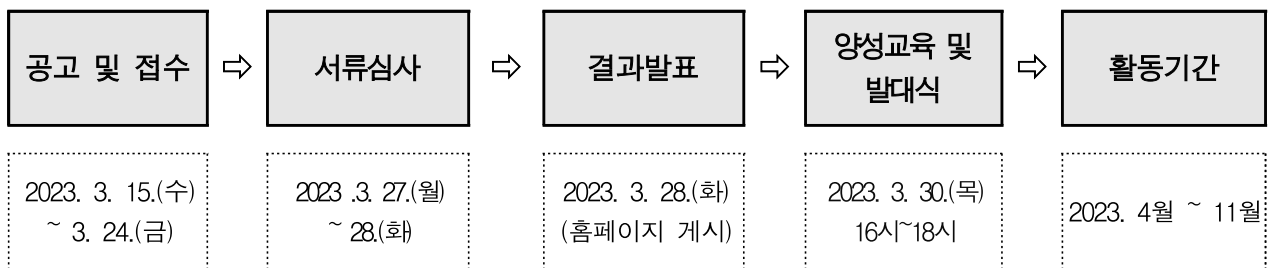 공고 및 접수 ⇨ 서류심사 ⇨ 결과발표 ⇨ 양성교육 및 발대식 ⇨ 활동기간
2023. 3. 15.(수)
~ 3. 24.(금)
2023 .3. 27.(월)
~ 28.(화)
2023. 3. 28.(화)
(홈페이지 게시)
2023. 3. 30.(목)
16시~18시
2023. 4월 ~ 11월